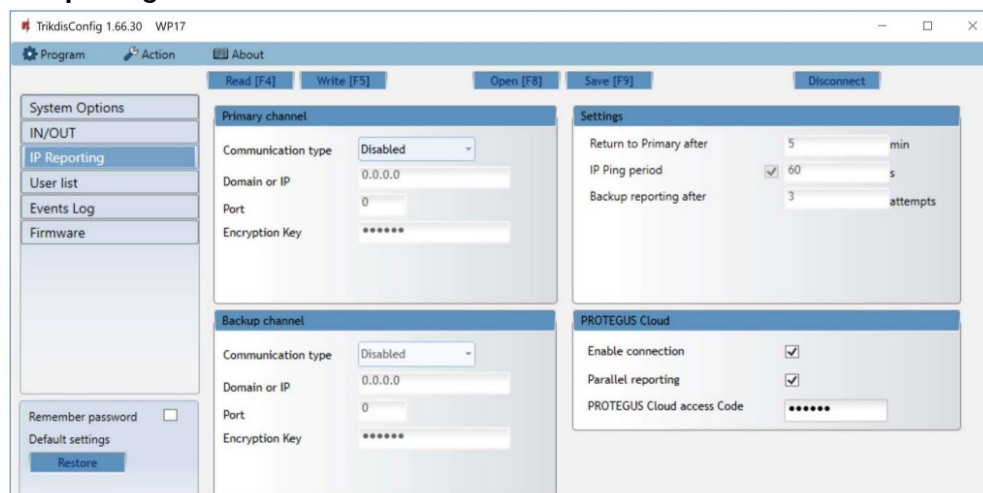 TrikdisConfig 1.66.30 WP17
Program Action About
Read [F4] Write [F5] Open [F8] Save [F9] Disconnect
System Options
IN/OUT
IP Reporting
User list
Events Log
Firmware
Remember password
Default settings
Restore
Primary channel
Communication type Disabled
Domain or IP 0.0.0.0
Port 0
Encryption Key ••••••
Backup channel
Communication type Disabled
Domain or IP 0.0.0.0
Port 0
Encryption Key ••••••
Settings
Return to Primary after 5 min
IP Ping period 60 s
Backup reporting after 3 attempts
PROTEGUS Cloud
Enable connection
Parallel reporting
PROTEGUS Cloud access Code ••••••